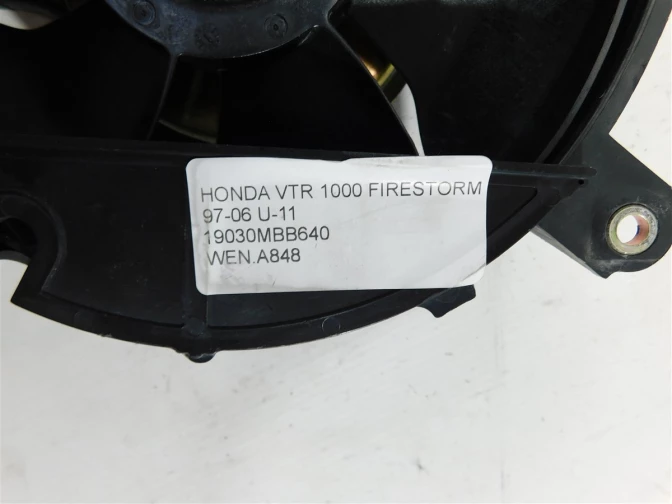 HONDA VTR 1000 FIRESTORM
97-06 U-11
19030MBB640
WEN.A848